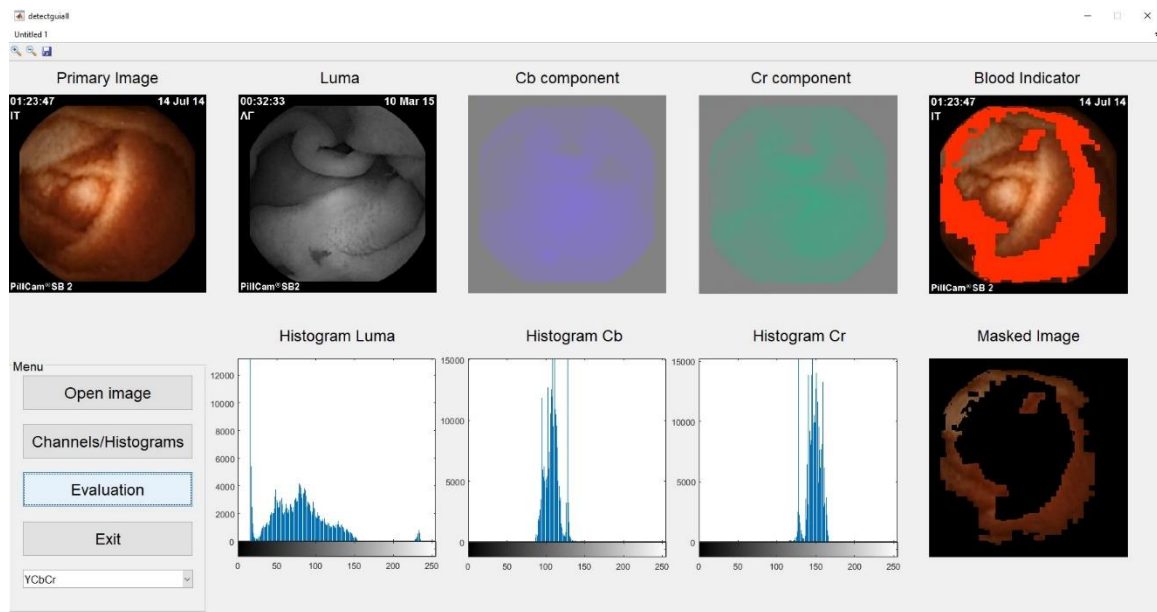 detectguiall
Untitled 1
Primary Image
Luma
Cb component
Cr component
Blood Indicator
01:23:47 14 Jul 14
IT
PillCam®SB 2
00:32:33 10 Mar 15
ΛΓ
PillCam®SB2
01:23:47 14 Jul 14
IT
PillCam®SB 2
Menu
Open image
Channels/Histograms
Evaluation
Exit
YCbCr
Histogram Luma
12000
10000
8000
6000
4000
2000
0
0 50 100 150 200 250
Histogram Cb
15000
10000
5000
0
0 50 100 150 200 250
Histogram Cr
15000
10000
5000
0
0 50 100 150 200 250
Masked Image